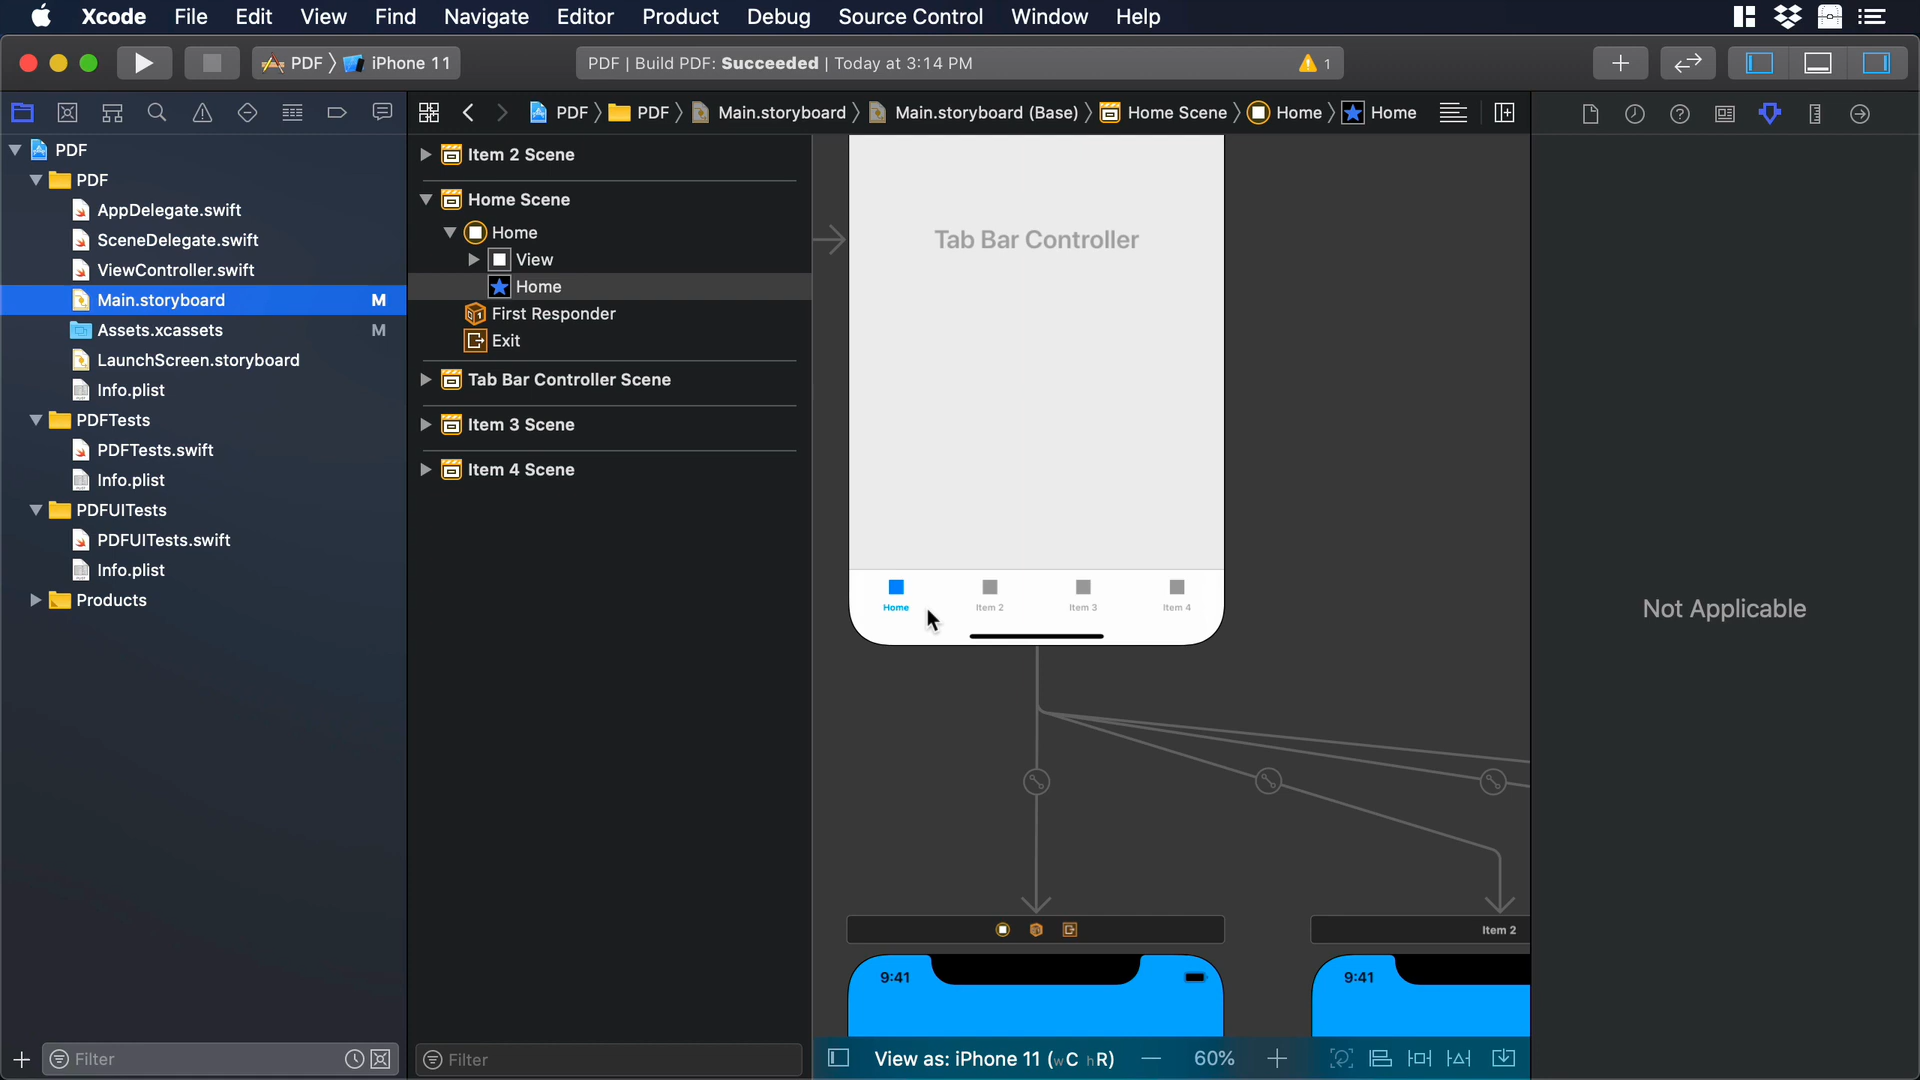 Xcode File Edit View Find Navigate Editor Product Debug Source Control Window Help
PDF iPhone 11
PDF | Build PDF: Succeeded | Today at 3:14 PM
1
PDF PDF Main.storyboard Main.storyboard (Base) Home Scene Home Home
PDF
PDF
AppDelegate.swift
SceneDelegate.swift
ViewController.swift
Main.storyboard M
Assets.xcassets M
LaunchScreen.storyboard
Info.plist
PDFTests
PDFTests.swift
Info.plist
PDFUITests
PDFUITests.swift
Info.plist
Products
Filter
Item 2 Scene
Home Scene
Home
View
Home
First Responder
Exit
Tab Bar Controller Scene
Item 3 Scene
Item 4 Scene
Filter
Tab Bar Controller
Home Item 2 Item 3 Item 4
Item 2
9:41
9:41
View as: iPhone 11 (wC hR)
60%
Not Applicable